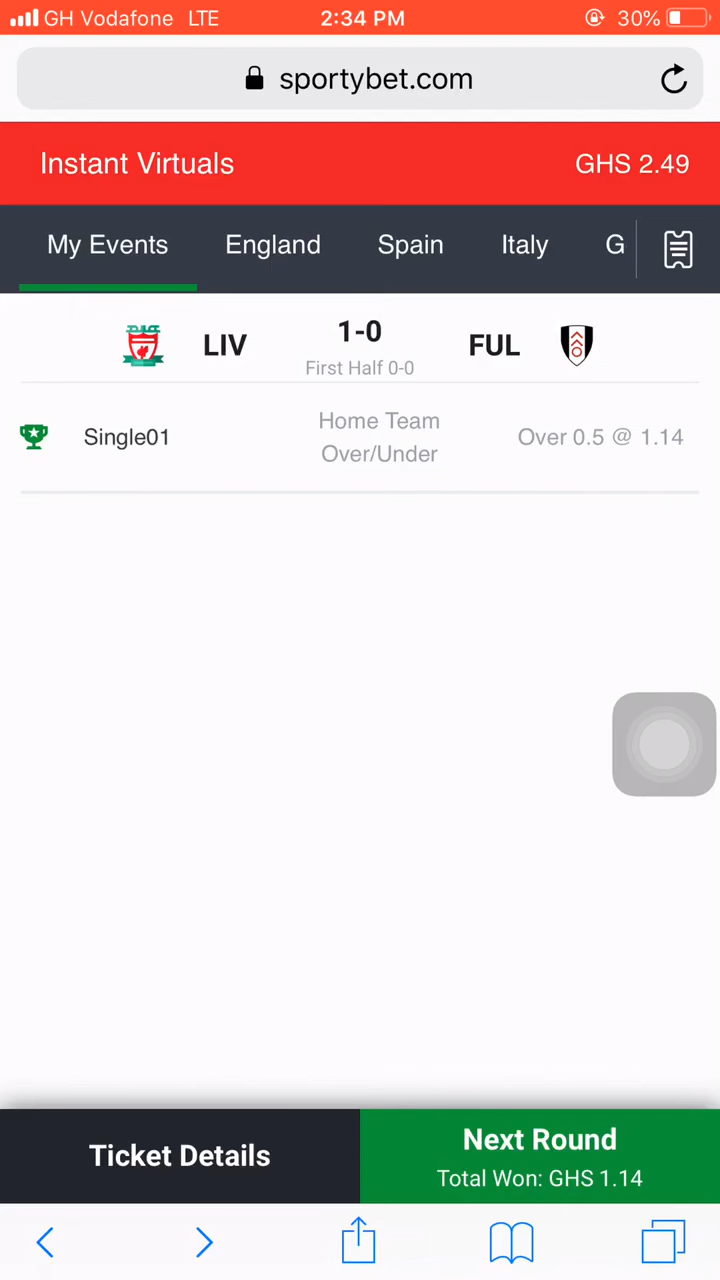 GH Vodafone LTE 2:34 PM 30%
sportybet.com
Instant Virtuals GHS 2.49
My Events England Spain Italy G
LIV 1-0 FUL
First Half 0-0
Single01 Home Team Over/Under Over 0.5 @ 1.14
Ticket Details
Next Round
Total Won: GHS 1.14